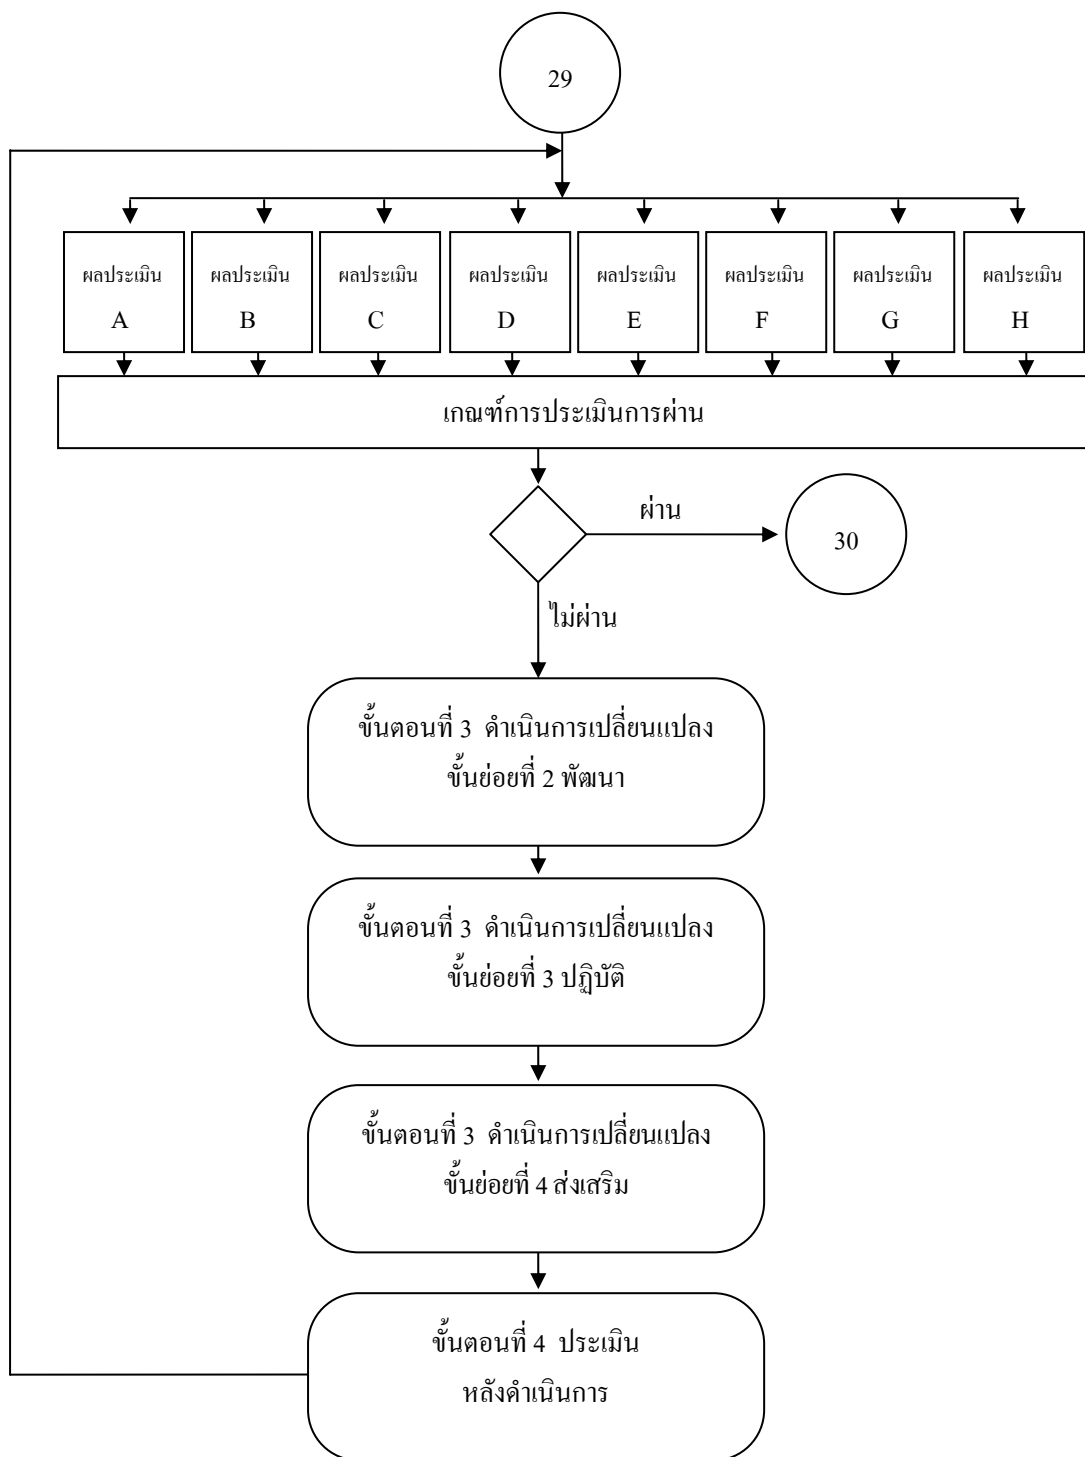 29
ผลประเมิน
A
ผลประเมิน
B
ผลประเมิน
C
ผลประเมิน
D
ผลประเมิน
E
ผลประเมิน
F
ผลประเมิน
G
ผลประเมิน
H
เกณฑ์การประเมินการผ่าน
ผ่าน
30
ไม่ผ่าน
ขั้นตอนที่ 3 ดำเนินการเปลี่ยนแปลง
ขั้นย่อยที่ 2 พัฒนา
ขั้นตอนที่ 3 ดำเนินการเปลี่ยนแปลง
ขั้นย่อยที่ 3 ปฏิบัติ
ขั้นตอนที่ 3 ดำเนินการเปลี่ยนแปลง
ขั้นย่อยที่ 4 ส่งเสริม
ขั้นตอนที่ 4 ประเมิน
หลังดำเนินการ